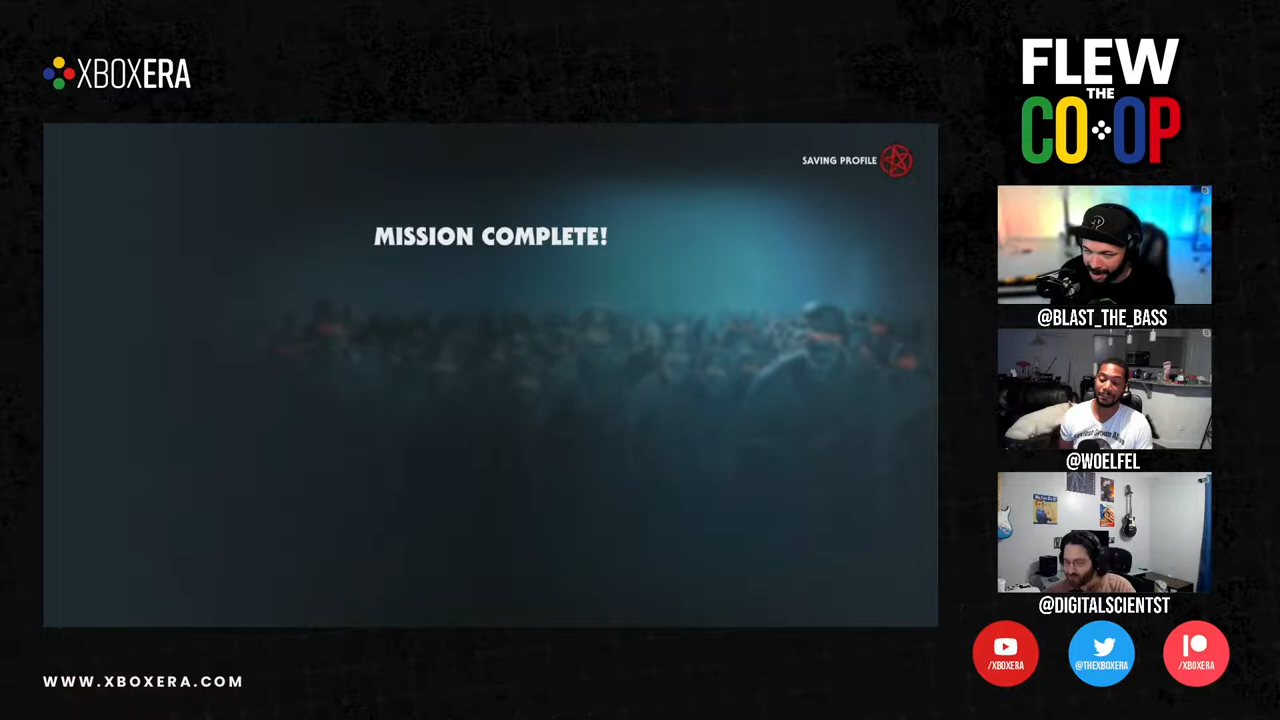 XBOXERA
FLEW
THE
CO OP
SAVING PROFILE
MISSION COMPLETE!
@BLAST_THE_BASS
@WOELFEL
@DIGITALSCIENTST
/XBOXERA
@THEXBOXERA
/XBOXERA
WWW.XBOXERA.COM